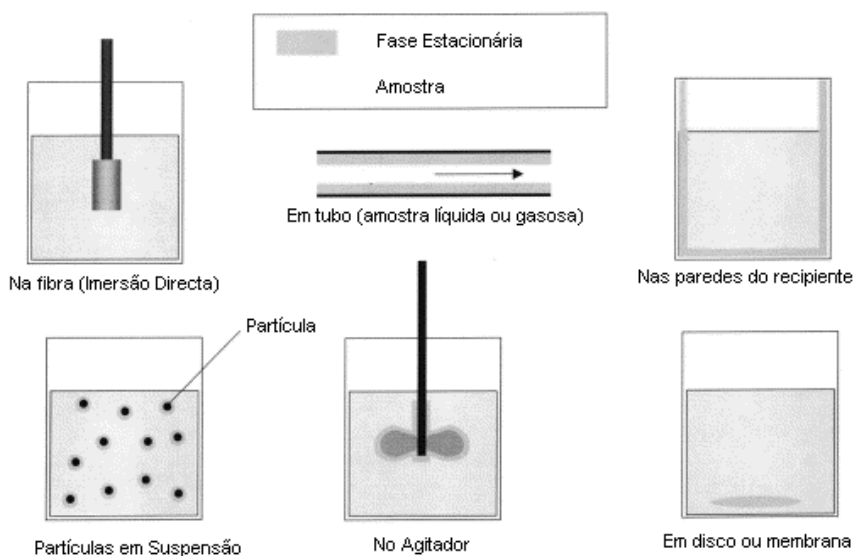 Fase Estacionária
Amostra
Na fibra (Imersão Directa)
Em tubo (amostra líquida ou gasosa)
Nas paredes do recipiente
Partícula
Partículas em Suspensão
No Agitador
Em disco ou membrana